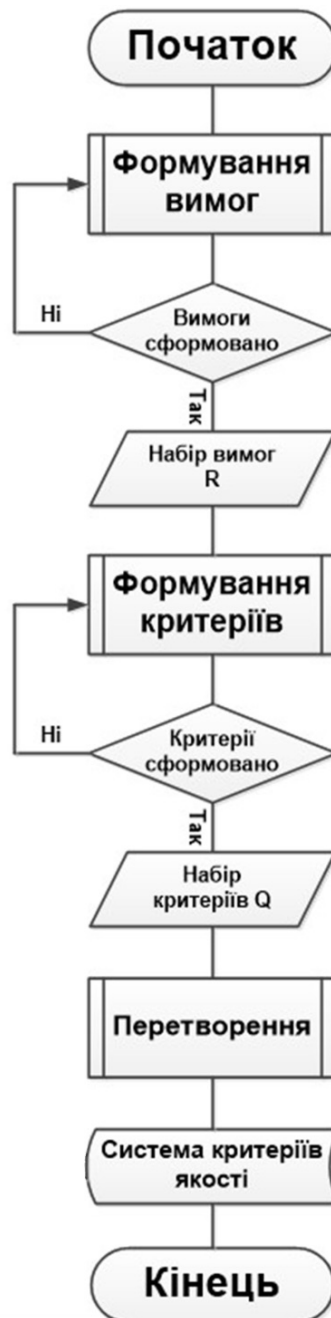 Початок
Формування
вимог
Ні
Вимоги
сформовано
Так
Набір вимог
R
Формування
критеріїв
Ні
Критерії
сформовано
Так
Набір
критеріїв Q
Перетворення
Система критеріїв
якості
Кінець